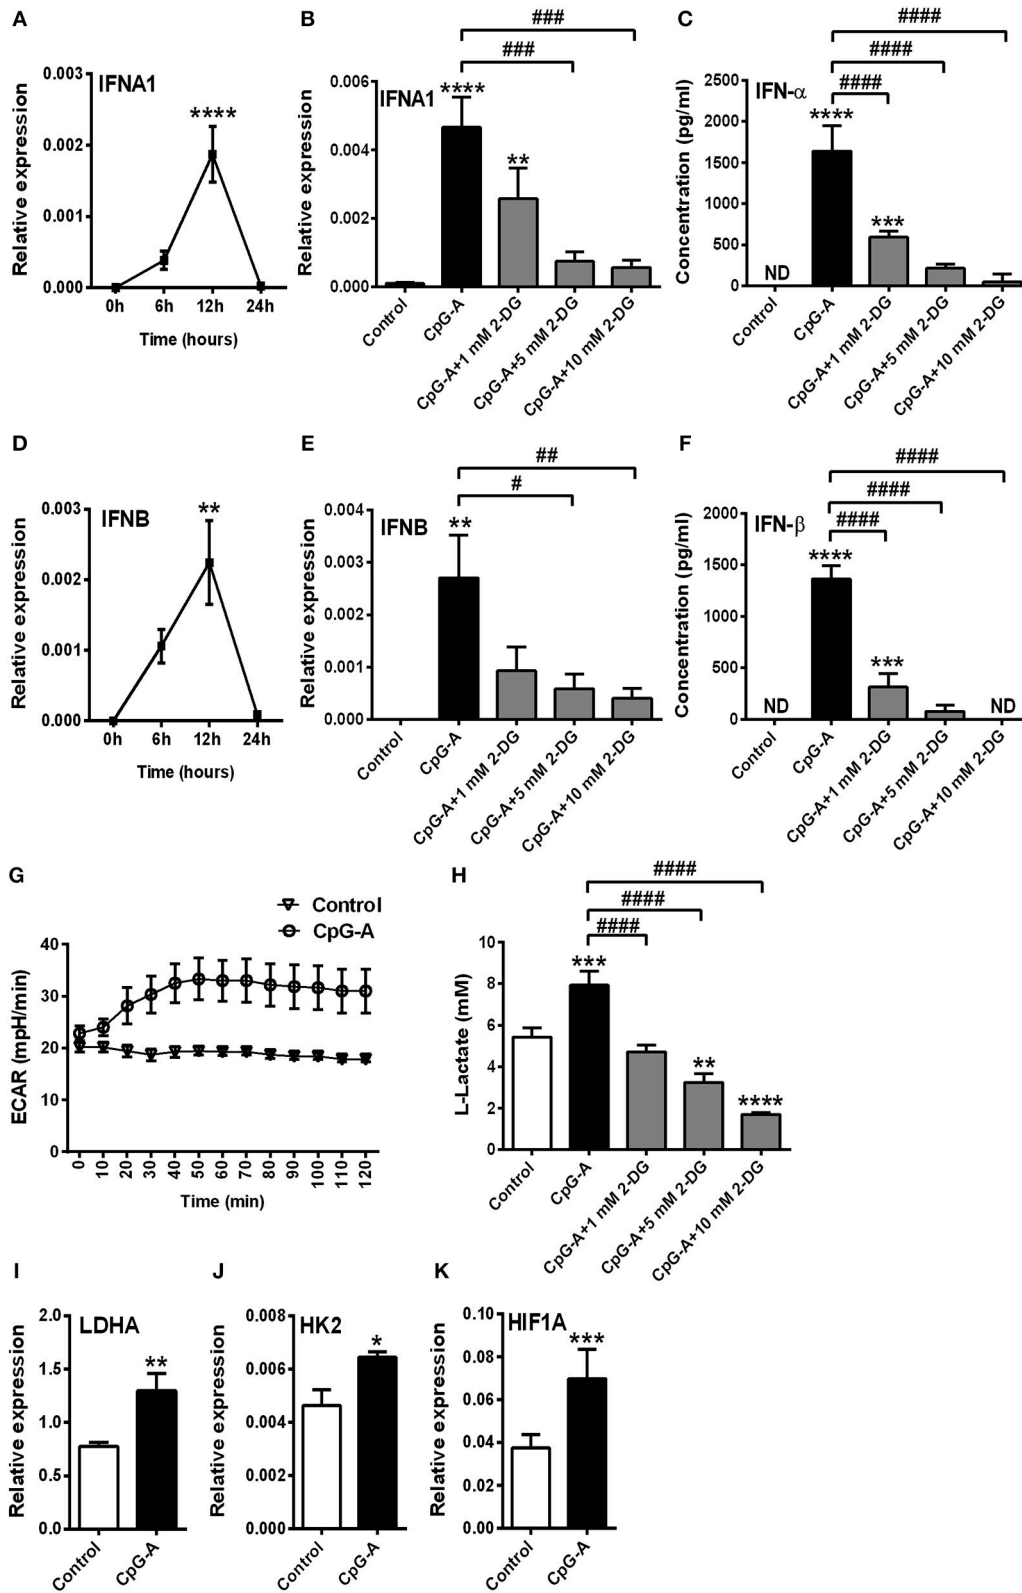 A
IFNA1
Relative expression
0.003
0.002
0.001
0.000
****
0h 6h 12h 24h
Time (hours)
B
IFNA1
Relative expression
0.006
0.004
0.002
0.000
###
###
****
**
Control
CpG-A
CpG-A+1 mM 2-DG
CpG-A+5 mM 2-DG
CpG-A+10 mM 2-DG
C
IFN-α
Concentration (pg/ml)
2500
2000
1500
1000
500
0
####
####
####
****
***
ND
Control
CpG-A
CpG-A+1 mM 2-DG
CpG-A+5 mM 2-DG
CpG-A+10 mM 2-DG
D
IFNB
Relative expression
0.003
0.002
0.001
0.000
**
0h 6h 12h 24h
Time (hours)
E
IFNB
Relative expression
0.004
0.003
0.002
0.001
0.000
##
#
**
Control
CpG-A
CpG-A+1 mM 2-DG
CpG-A+5 mM 2-DG
CpG-A+10 mM 2-DG
F
IFN-β
Concentration (pg/ml)
2000
1500
1000
500
0
####
####
####
****
***
ND
ND
Control
CpG-A
CpG-A+1 mM 2-DG
CpG-A+5 mM 2-DG
CpG-A+10 mM 2-DG
G
Control
CpG-A
ECAR (mpH/min)
40
30
20
10
0
0 10 20 30 40 50 60 70 80 90 100 110 120
Time (min)
H
L-Lactate (mM)
10
8
6
4
2
0
####
####
####
***
**
****
Control
CpG-A
CpG-A+1 mM 2-DG
CpG-A+5 mM 2-DG
CpG-A+10 mM 2-DG
I
LDHA
Relative expression
2.0
1.5
1.0
0.5
0.0
**
Control
CpG-A
J
HK2
Relative expression
0.008
0.006
0.004
0.002
0.000
*
Control
CpG-A
K
HIF1A
Relative expression
0.10
0.08
0.06
0.04
0.02
0.00
***
Control
CpG-A